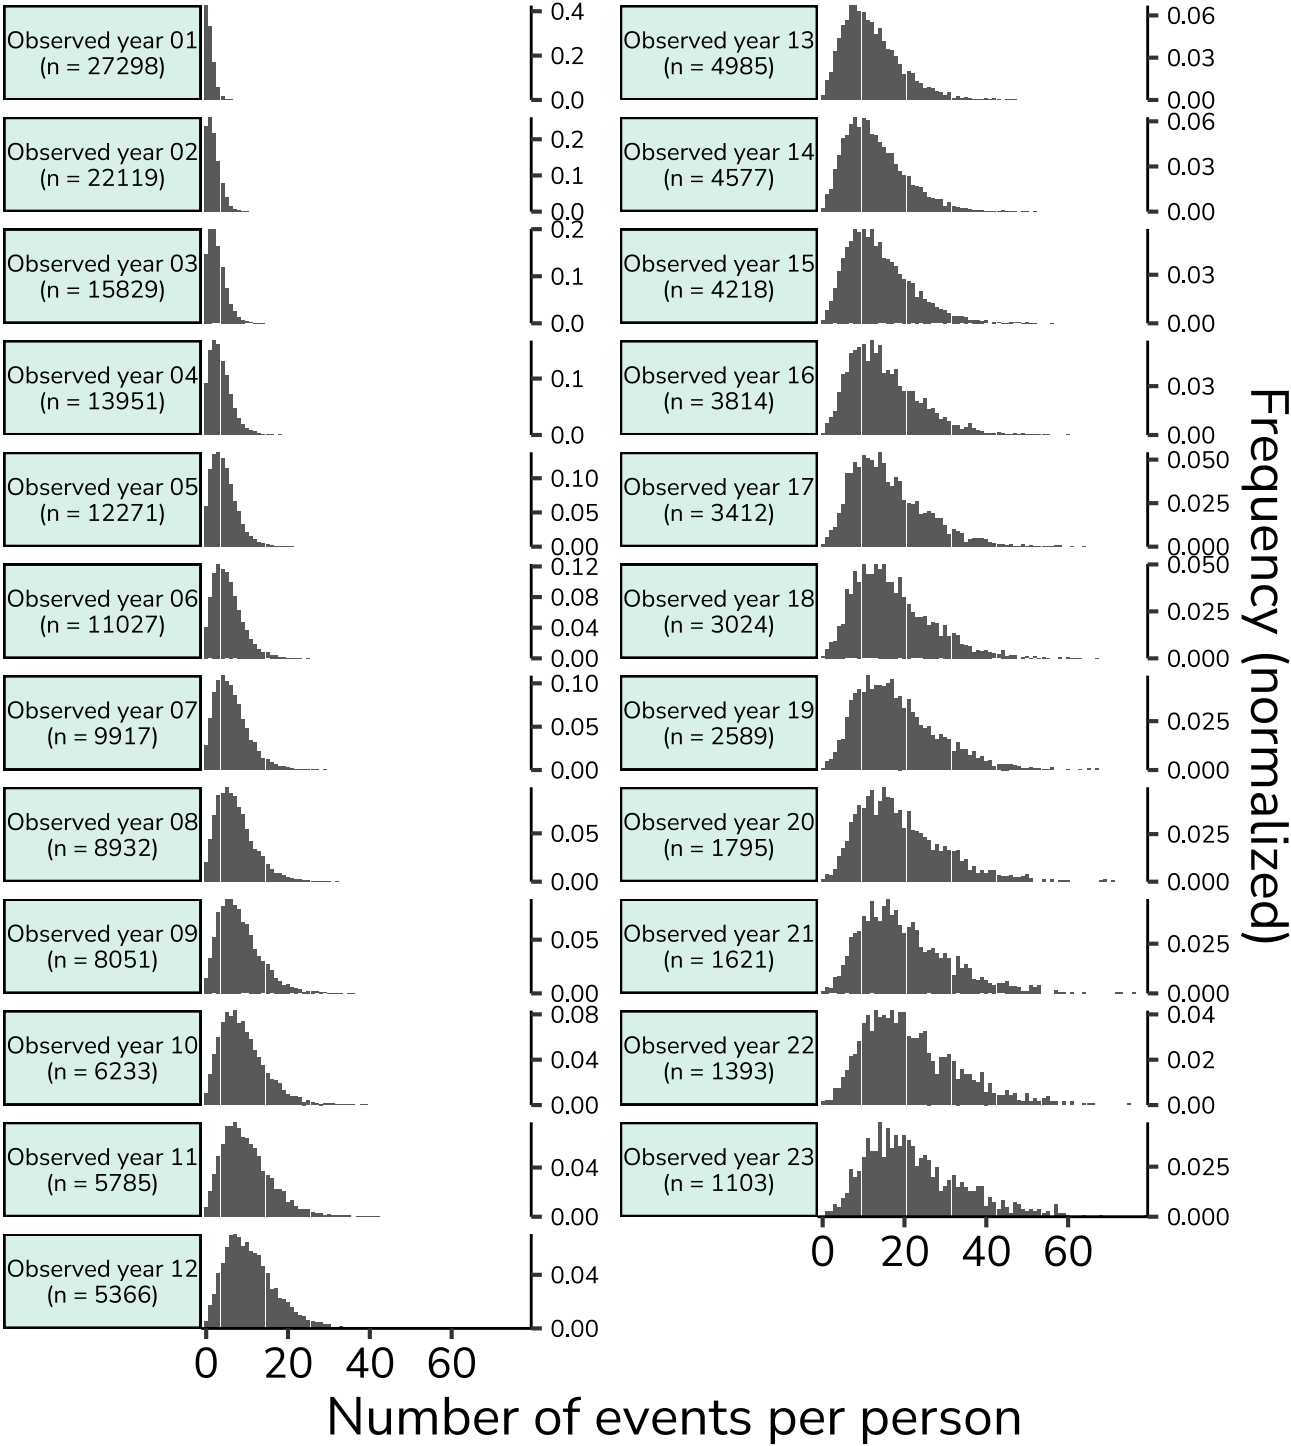 Observed year 01
(n = 27298)
0.4
0.2
0.0
Observed year 02
(n = 22119)
0.2
0.1
0.0
Observed year 03
(n = 15829)
0.2
0.1
0.0
Observed year 04
(n = 13951)
0.1
0.0
Observed year 05
(n = 12271)
0.10
0.05
0.00
Observed year 06
(n = 11027)
0.12
0.08
0.04
0.00
Observed year 07
(n = 9917)
0.10
0.05
0.00
Observed year 08
(n = 8932)
0.05
0.00
Observed year 09
(n = 8051)
0.05
0.00
Observed year 10
(n = 6233)
0.08
0.04
0.00
Observed year 11
(n = 5785)
0.04
0.00
Observed year 12
(n = 5366)
0.04
0.00
0 20 40 60
Observed year 13
(n = 4985)
0.06
0.03
0.00
Observed year 14
(n = 4577)
0.06
0.03
0.00
Observed year 15
(n = 4218)
0.03
0.00
Observed year 16
(n = 3814)
0.03
0.00
Observed year 17
(n = 3412)
0.050
0.025
0.000
Observed year 18
(n = 3024)
0.050
0.025
0.000
Observed year 19
(n = 2589)
0.025
0.000
Observed year 20
(n = 1795)
0.025
0.000
Observed year 21
(n = 1621)
0.025
0.000
Observed year 22
(n = 1393)
0.04
0.02
0.00
Observed year 23
(n = 1103)
0.025
0.000
0 20 40 60
Frequency (normalized)
Number of events per person